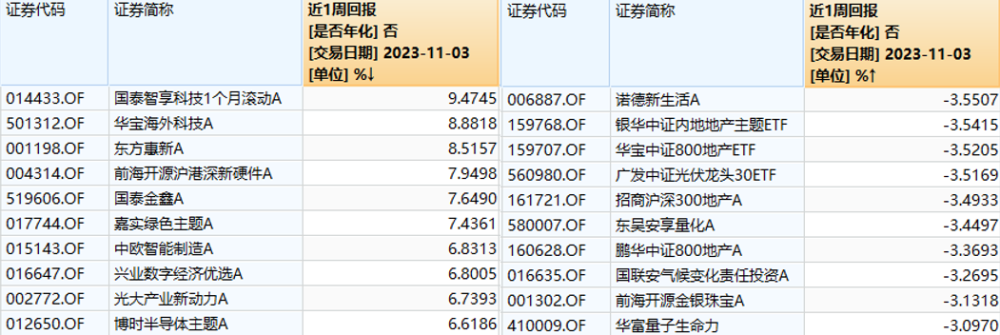 证券代码 证券简称 近1周回报
[是否年化] 否
[交易日期] 2023-11-03
[单位] %↓
014433.OF 国泰智享科技1个月滚动A 9.4745
501312.OF 华宝海外科技A 8.8818
001198.OF 东方惠新A 8.5157
004314.OF 前海开源沪港深新硬件A 7.9498
519606.OF 国泰金鑫A 7.6490
017744.OF 嘉实绿色主题A 7.4361
015143.OF 中欧智能制造A 6.8313
016647.OF 兴业数字经济优选A 6.8005
002772.OF 光大产业新动力A 6.7393
012650.OF 博时半导体主题A 6.6186
证券代码 证券简称 近1周回报
[是否年化] 否
[交易日期] 2023-11-03
[单位] %↑
006887.OF 诺德新生活A -3.5507
159768.OF 银华中证内地地产主题ETF -3.5415
159707.OF 华宝中证800地产ETF -3.5205
560980.OF 广发中证光伏龙头30ETF -3.5169
161721.OF 招商沪深300地产A -3.4933
580007.OF 东吴安享量化A -3.4497
160628.OF 鹏华中证800地产A -3.3693
016635.OF 国联安气候变化责任投资A -3.2695
001302.OF 前海开源金银珠宝A -3.1318
410009.OF 华富量子生命力 -3.0970